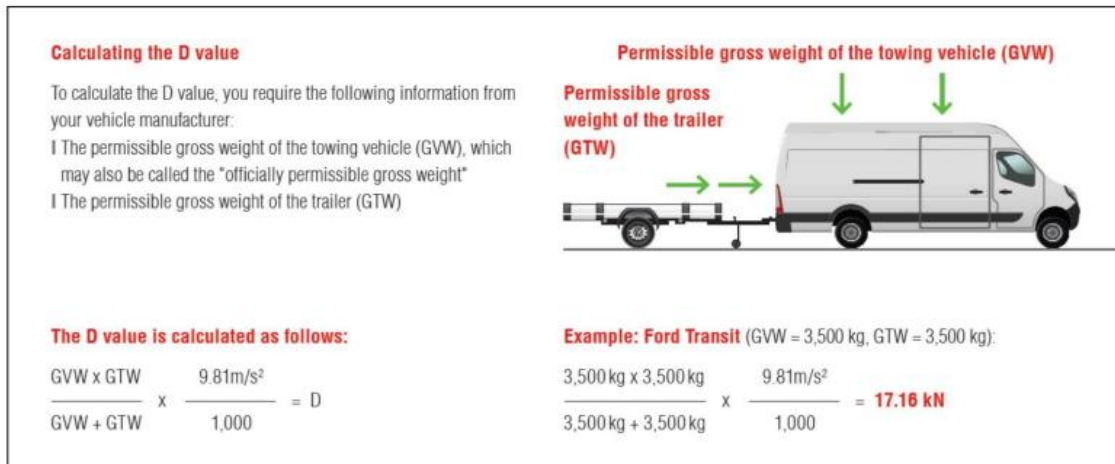 Calculating the D value
To calculate the D value, you require the following information from
your vehicle manufacturer:
I The permissible gross weight of the towing vehicle (GVW), which
may also be called the "officially permissible gross weight"
I The permissible gross weight of the trailer (GTW)
Permissible gross weight of the towing vehicle (GVW)
Permissible gross
weight of the trailer
(GTW)
The D value is calculated as follows:
GVW x GTW 9.81m/s²
x = D
GVW + GTW 1,000
Example: Ford Transit (GVW = 3,500 kg, GTW = 3,500 kg):
3,500 kg x 3,500 kg 9.81m/s²
x = 17.16 kN
3,500 kg + 3,500 kg 1,000